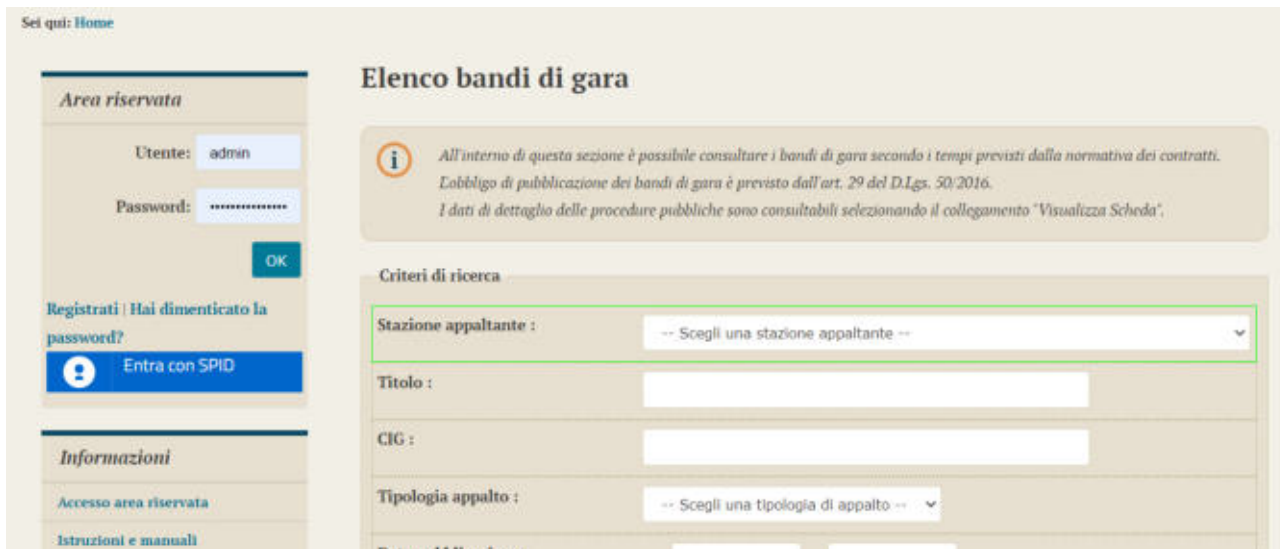 Sei qui: Home
Area riservata
Utente: admin
Password: •••••••••••••••
OK
Registrati | Hai dimenticato la
password?
Entra con SPID
Informazioni
Accesso area riservata
Istruzioni e manuali
Elenco bandi di gara
All'interno di questa sezione è possibile consultare i bandi di gara secondo i tempi previsti dalla normativa dei contratti.
L'obbligo di pubblicazione dei bandi di gara è previsto dall'art. 29 del D.Lgs. 50/2016.
I dati di dettaglio delle procedure pubbliche sono consultabili selezionando il collegamento "Visualizza Scheda".
Criteri di ricerca
Stazione appaltante : -- Scegli una stazione appaltante --
Titolo :
CIG :
Tipologia appalto : -- Scegli una tipologia di appalto --